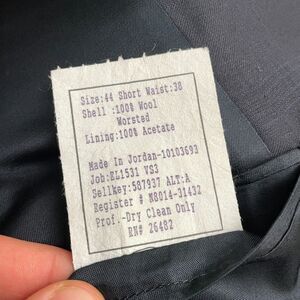 Size:44 Short Waist:38
Shell :100% Wool
Worsted
Lining:100% Acetate
Made In Jordan-10103693
Job:EL1531 VS3
Sellkey:587937 ALT:A
Register # M8014-31432
Prof.-Dry Clean Only
RN# 26482